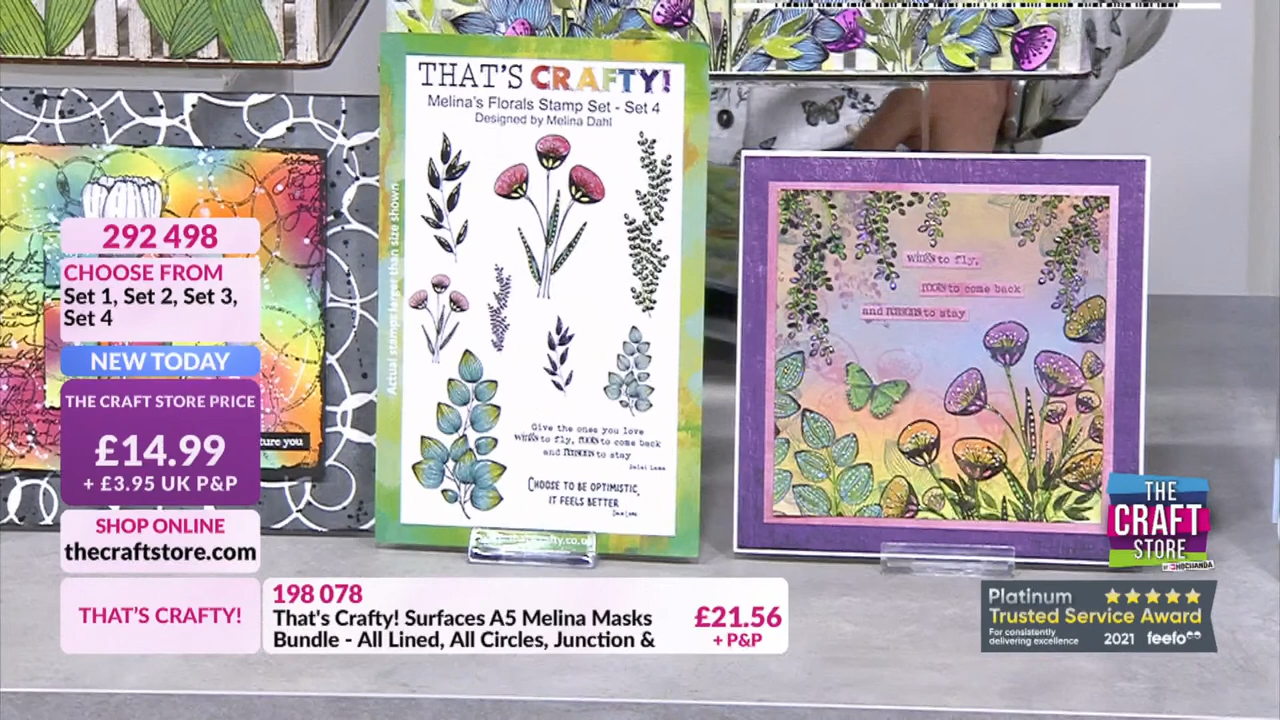 THAT'S CRAFTY!
Melina's Florals Stamp Set - Set 4
Designed by Melina Dahl
Actual stamps larger than size shown
Give the ones you love
wings to fly, roots to come back
and reasons to stay
Dalai Lama
CHOOSE TO BE OPTIMISTIC,
IT FEELS BETTER
wings to fly,
roots to come back
and reasons to stay
ture you
292 498
CHOOSE FROM
Set 1, Set 2, Set 3,
Set 4
NEW TODAY
THE CRAFT STORE PRICE
£14.99
+ £3.95 UK P&P
SHOP ONLINE
thecraftstore.com
THAT'S CRAFTY!
198 078
That's Crafty! Surfaces A5 Melina Masks
Bundle - All Lined, All Circles, Junction &
£21.56
+ P&P
THE
CRAFT
STORE
BY HOCHANDA
Platinum
Trusted Service Award
For consistently
delivering excellence
2021 feefo